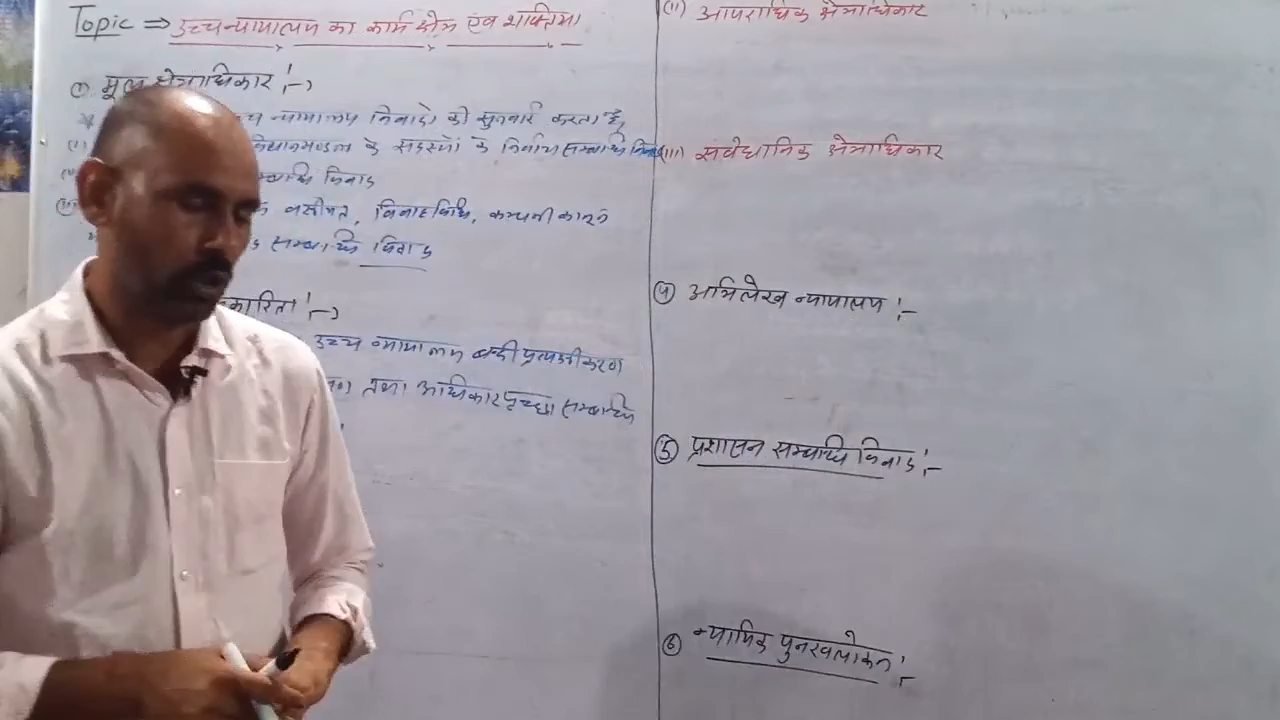 Topic ⇒ उच्च न्यायालय का कार्य क्षेत्र एवं शक्तियां
① मूल क्षेत्राधिकार :→
न्यायालय विवादों की सुनवाई करता है,
विधानमण्डल के सदस्यों के निर्वाचन सम्बन्धि विवाद
सम्बन्धि विवाद
वसीयत, विवाह विधि, कम्पनी कानून
सम्बन्धि विवाद
कारिता :→
उच्च न्यायालय बन्दी प्रत्यक्षीकरण
तथा अधिकार पृच्छा सम्बन्धि
(ii) आपराधिक क्षेत्राधिकार
(iii) संवैधानिक क्षेत्राधिकार
④ अभिलेख न्यायालय :-
⑤ प्रशासन सम्बन्धि विवाद :-
⑥ न्यायिक पुनरवलोकन :-